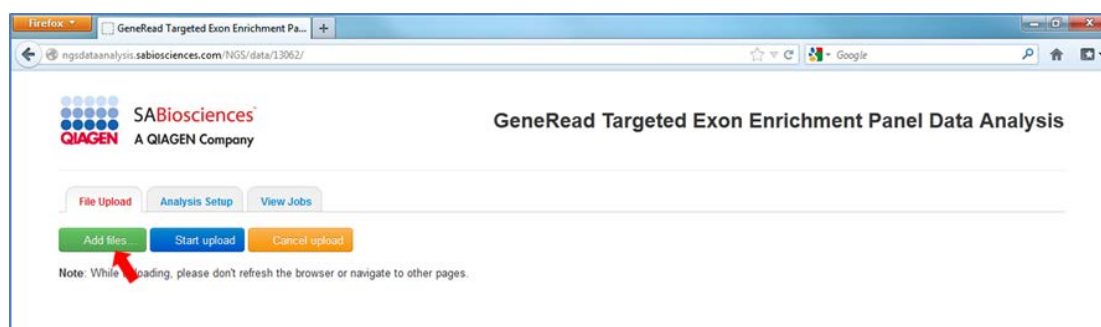 Firefox
GeneRead Targeted Exon Enrichment Pa...
ngsdataanalysis.sabiosciences.com/NGS/data/13062/
Google
SABiosciences
QIAGEN
A QIAGEN Company
GeneRead Targeted Exon Enrichment Panel Data Analysis
File Upload Analysis Setup View Jobs
Add files... Start upload Cancel upload
Note: While uploading, please don't refresh the browser or navigate to other pages.